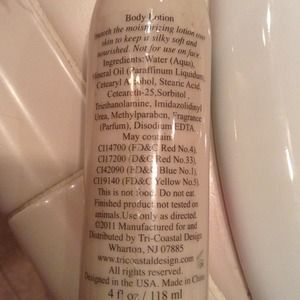 Body Lotion
Smooth the moisturizing lotion over
skin to keep it silky soft and
nourished. Not for use on face.
Ingredients:Water (Aqua),
Mineral Oil (Paraffinum Liquidum),
Cetearyl Alcohol, Stearic Acid,
Ceteareth-25,Sorbitol,
Triethanolamine, Imidazolidinyl
Urea, Methylparaben, Fragrance
(Parfum), Disodium EDTA.
May contain:
CI14700 (FD&C Red No.4),
CI17200 (D&C Red No.33),
CI42090 (FD&C Blue No.1),
CI19140 (FD&C Yellow No.5).
This is not food. Do not eat.
Finished product not tested on
animals.Use only as directed.
©2011 Manufactured for and
Distributed by Tri-Coastal Design
Wharton, NJ 07885
www.tricoastaldesign.com
All rights reserved.
Designed in the USA. Made in China
4 fl oz / 118 ml